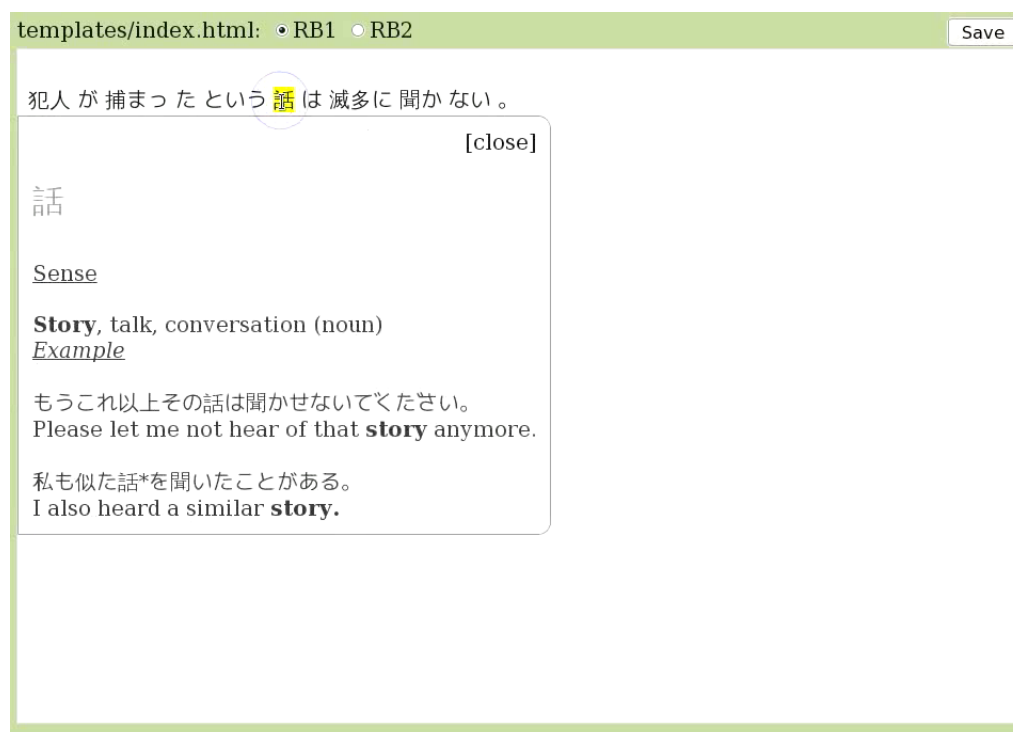 templates/index.html: RB1 RB2 Save
犯人 が 捕まっ た という 話 は 滅多に 聞か ない 。
[close]
話
Sense
Story, talk, conversation (noun)
Example
もうこれ以上その話は聞かせないでください。
Please let me not hear of that story anymore.
私も似た話*を聞いたことがある。
I also heard a similar story.